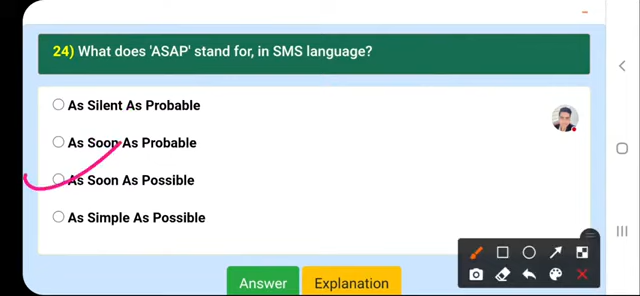 24) What does 'ASAP' stand for, in SMS language?
As Silent As Probable
As Soon As Probable
As Soon As Possible
As Simple As Possible
Answer Explanation